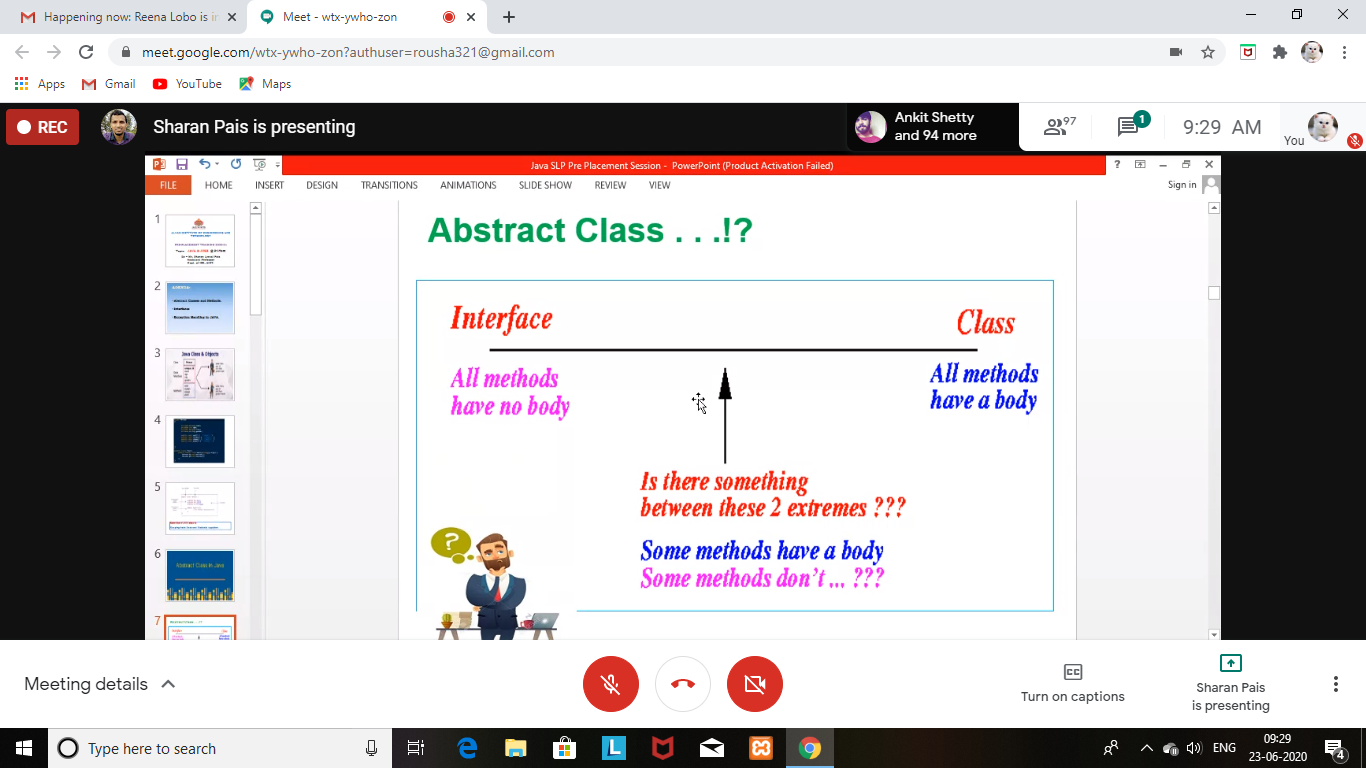 Happening now: Reena Lobo is in
Meet - wtx-ywho-zon
meet.google.com/wtx-ywho-zon?authuser=rousha321@gmail.com
Apps
Gmail
YouTube
Maps
REC
Sharan Pais is presenting
Ankit Shetty
and 94 more
97
1
9:29 AM
You
Java SLP Pre Placement Session - PowerPoint (Product Activation Failed)
?
FILE
HOME
INSERT
DESIGN
TRANSITIONS
ANIMATIONS
SLIDE SHOW
REVIEW
VIEW
Sign in
1
2
3
Java Class & Objects
4
5
6
Abstract Class in Java
7
Abstract Class . . .!?
Interface
Class
All methods
have no body
All methods
have a body
Is there something
between these 2 extremes ???
Some methods have a body
Some methods don't ... ???
?
Meeting details
Turn on captions
Sharan Pais
is presenting
Type here to search
ENG
09:29
23-06-2020
4